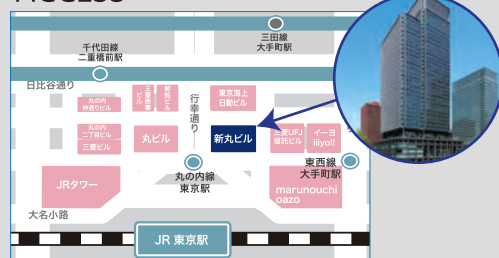 ACCESS
三田線
大手町駅
千代田線
二重橋前駅
日比谷通り
丸の内
仲通りビル
三菱商事
ビル
郵船ビル
行幸通り
東京海上
日動ビル
丸の内
二丁目ビル
三菱ビル
丸ビル
新丸ビル
三菱UFJ
信託ビル
イーヨ
iiiyo!!
丸の内線
東京駅
東西線
大手町駅
JRタワー
marunouchi
oazo
大名小路
JR 東京駅